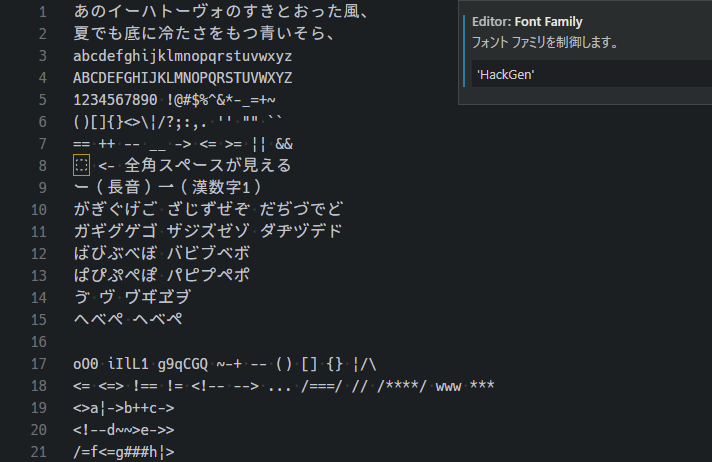 1 あのイーハトーヴォのすきとおった風、
2 夏でも底に冷たさをもつ青いそら、
3 abcdefghijklmnopqrstuvwxyz
4 ABCDEFGHIJKLMNOPQRSTUVWXYZ
5 1234567890 !@#$%^&*-_=+~
6 ()[]{}<>\|/?;:,. '' "" ``
7 == ++ -- __ -> <= >= || &&
8 　 <- 全角スペースが見える
9 ー（長音）一（漢数字1）
10 がぎぐげご ざじずぜぞ だぢづでど
11 ガギグゲゴ ザジズゼゾ ダヂヅデド
12 ばびぶべぼ バビブベボ
13 ぱぴぷぺぽ パピプペポ
14 ゔ ヴ ヷヸヹヺ
15 へべぺ ヘベペ
16
17 oO0 iIlL1 g9qCGQ ~-+ -- () [] {} |/\
18 <= <=> !== != <!-- --> ... /===/ // /****/ www ***
19 <>a|->b++c->
20 <!--d~~>e->>
21 /=f<=g###h|>
Editor: Font Family
フォント ファミリを制御します。
'HackGen'